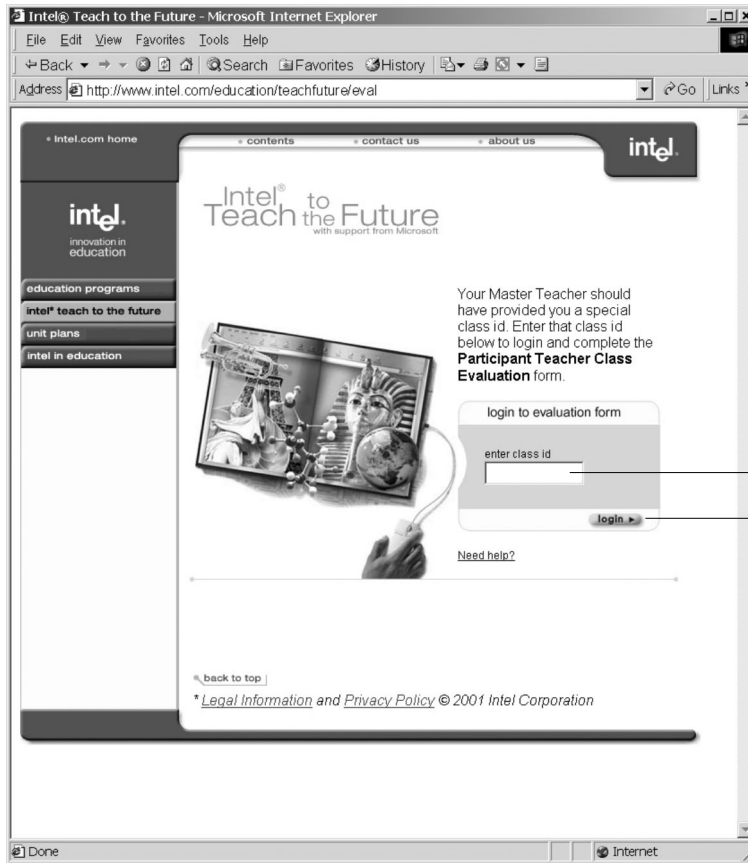 Intel® Teach to the Future - Microsoft Internet Explorer
File Edit View Favorites Tools Help
Back Search Favorites History
Address http://www.intel.com/education/teachfuture/eval Go Links
Intel.com home contents contact us about us
intel.
Intel® to
Teach the Future
with support from Microsoft
intel.
innovation in
education
education programs
intel® teach to the future
unit plans
intel in education
Your Master Teacher should
have provided you a special
class id. Enter that class id
below to login and complete the
Participant Teacher Class
Evaluation form.
login to evaluation form
enter class id
login
Need help?
back to top
* Legal Information and Privacy Policy © 2001 Intel Corporation
Done Internet